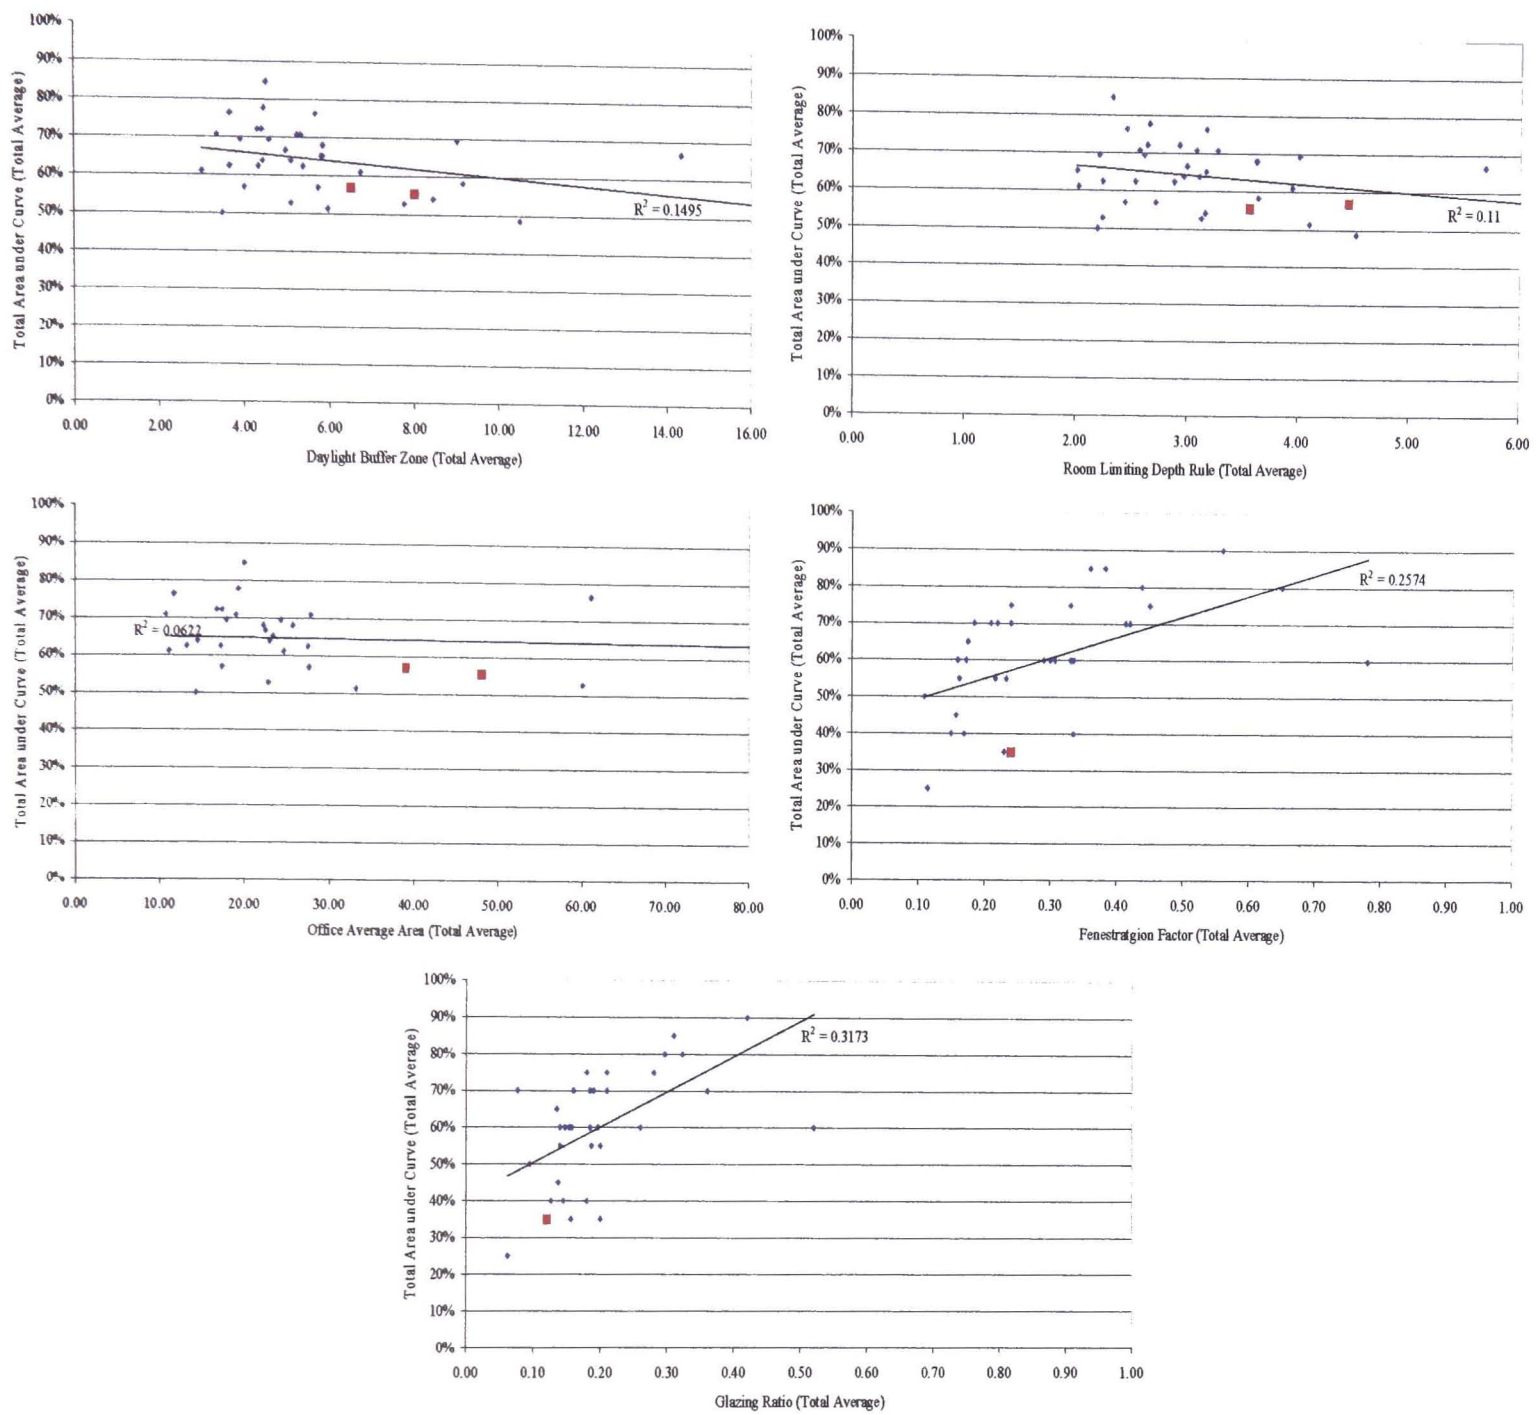 Total Area under Curve (Total Average)
100%
90%
80%
70%
60%
50%
40%
30%
20%
10%
0%
R² = 0.1495
0.00 2.00 4.00 6.00 8.00 10.00 12.00 14.00 16.00
Daylight Buffer Zone (Total Average)
Total Area under Curve (Total Average)
100%
90%
80%
70%
60%
50%
40%
30%
20%
10%
0%
R² = 0.11
0.00 1.00 2.00 3.00 4.00 5.00 6.00
Room Limiting Depth Rule (Total Average)
Total Area under Curve (Total Average)
100%
90%
80%
70%
60%
50%
40%
30%
20%
10%
0%
R² = 0.0622
0.00 10.00 20.00 30.00 40.00 50.00 60.00 70.00 80.00
Office Average Area (Total Average)
Total Area under Curve (Total Average)
100%
90%
80%
70%
60%
50%
40%
30%
20%
10%
0%
R² = 0.2574
0.00 0.10 0.20 0.30 0.40 0.50 0.60 0.70 0.80 0.90 1.00
Fenestratgion Factor (Total Average)
Total Area under Curve (Total Average)
100%
90%
80%
70%
60%
50%
40%
30%
20%
10%
0%
R² = 0.3173
0.00 0.10 0.20 0.30 0.40 0.50 0.60 0.70 0.80 0.90 1.00
Glazing Ratio (Total Average)